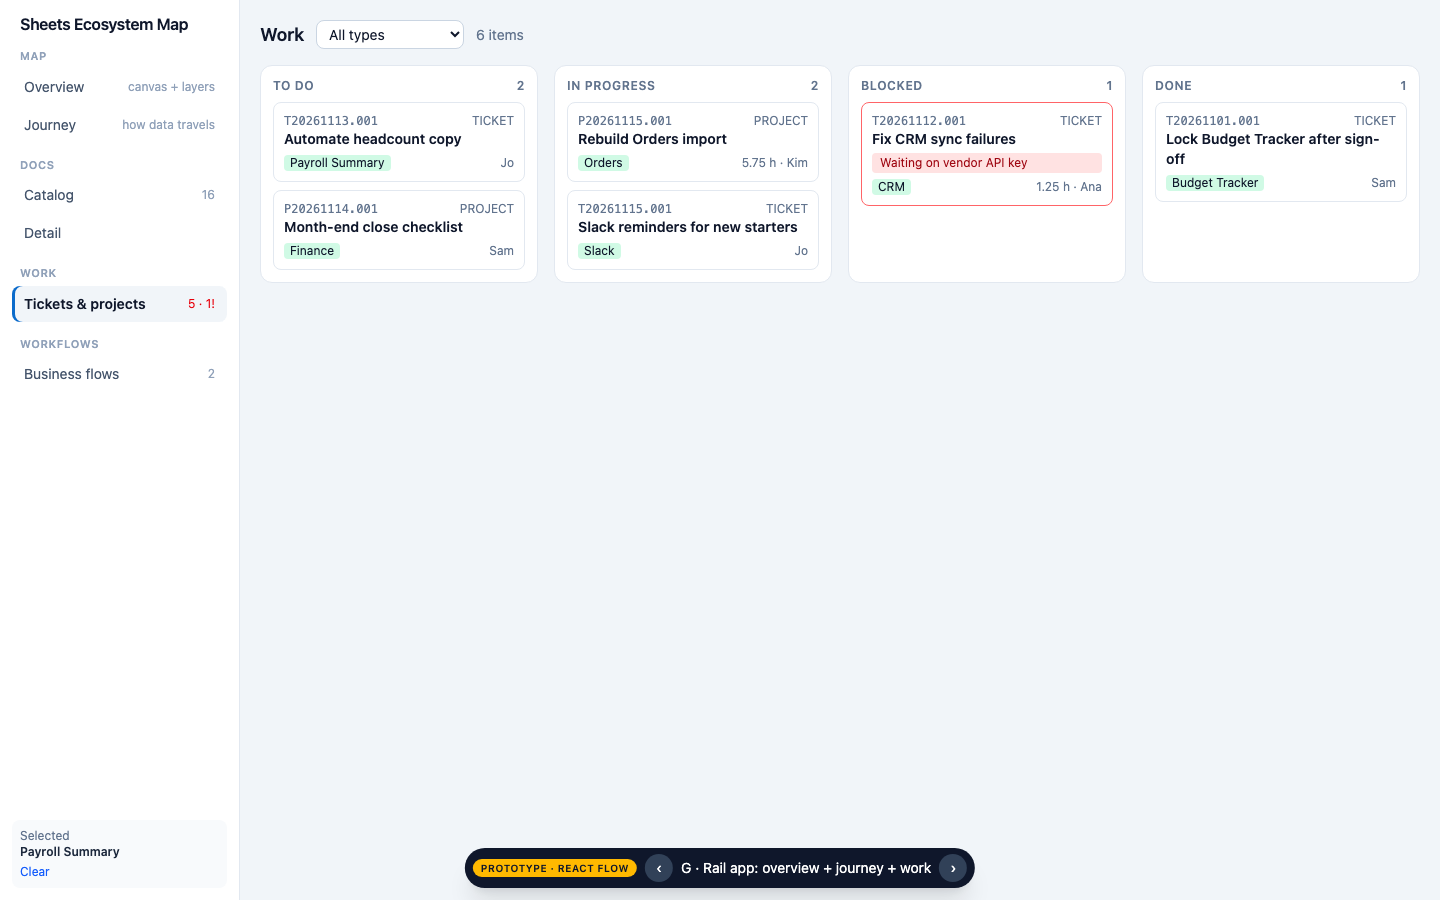 Sheets Ecosystem Map
MAP
Overview canvas + layers
Journey how data travels
DOCS
Catalog 16
Detail
WORK
Tickets & projects 5 · 1!
WORKFLOWS
Business flows 2
Selected
Payroll Summary
Clear
Work All types 6 items
TO DO 2
T20261113.001 TICKET
Automate headcount copy
Payroll Summary Jo
P20261114.001 PROJECT
Month-end close checklist
Finance Sam
IN PROGRESS 2
P20261115.001 PROJECT
Rebuild Orders import
Orders 5.75 h · Kim
T20261115.001 TICKET
Slack reminders for new starters
Slack Jo
BLOCKED 1
T20261112.001 TICKET
Fix CRM sync failures
Waiting on vendor API key
CRM 1.25 h · Ana
DONE 1
T20261101.001 TICKET
Lock Budget Tracker after sign-
off
Budget Tracker Sam
PROTOTYPE · REACT FLOW ‹ G · Rail app: overview + journey + work ›